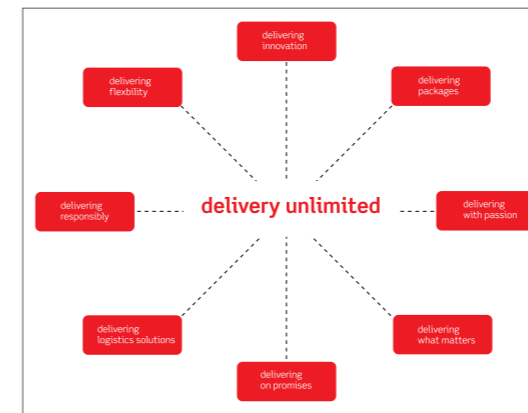 delivering
innovation
delivering
flexbility
delivering
packages
delivery unlimited
delivering
responsibly
delivering
with passion
delivering
logistics solutions
delivering
what matters
delivering
on promises